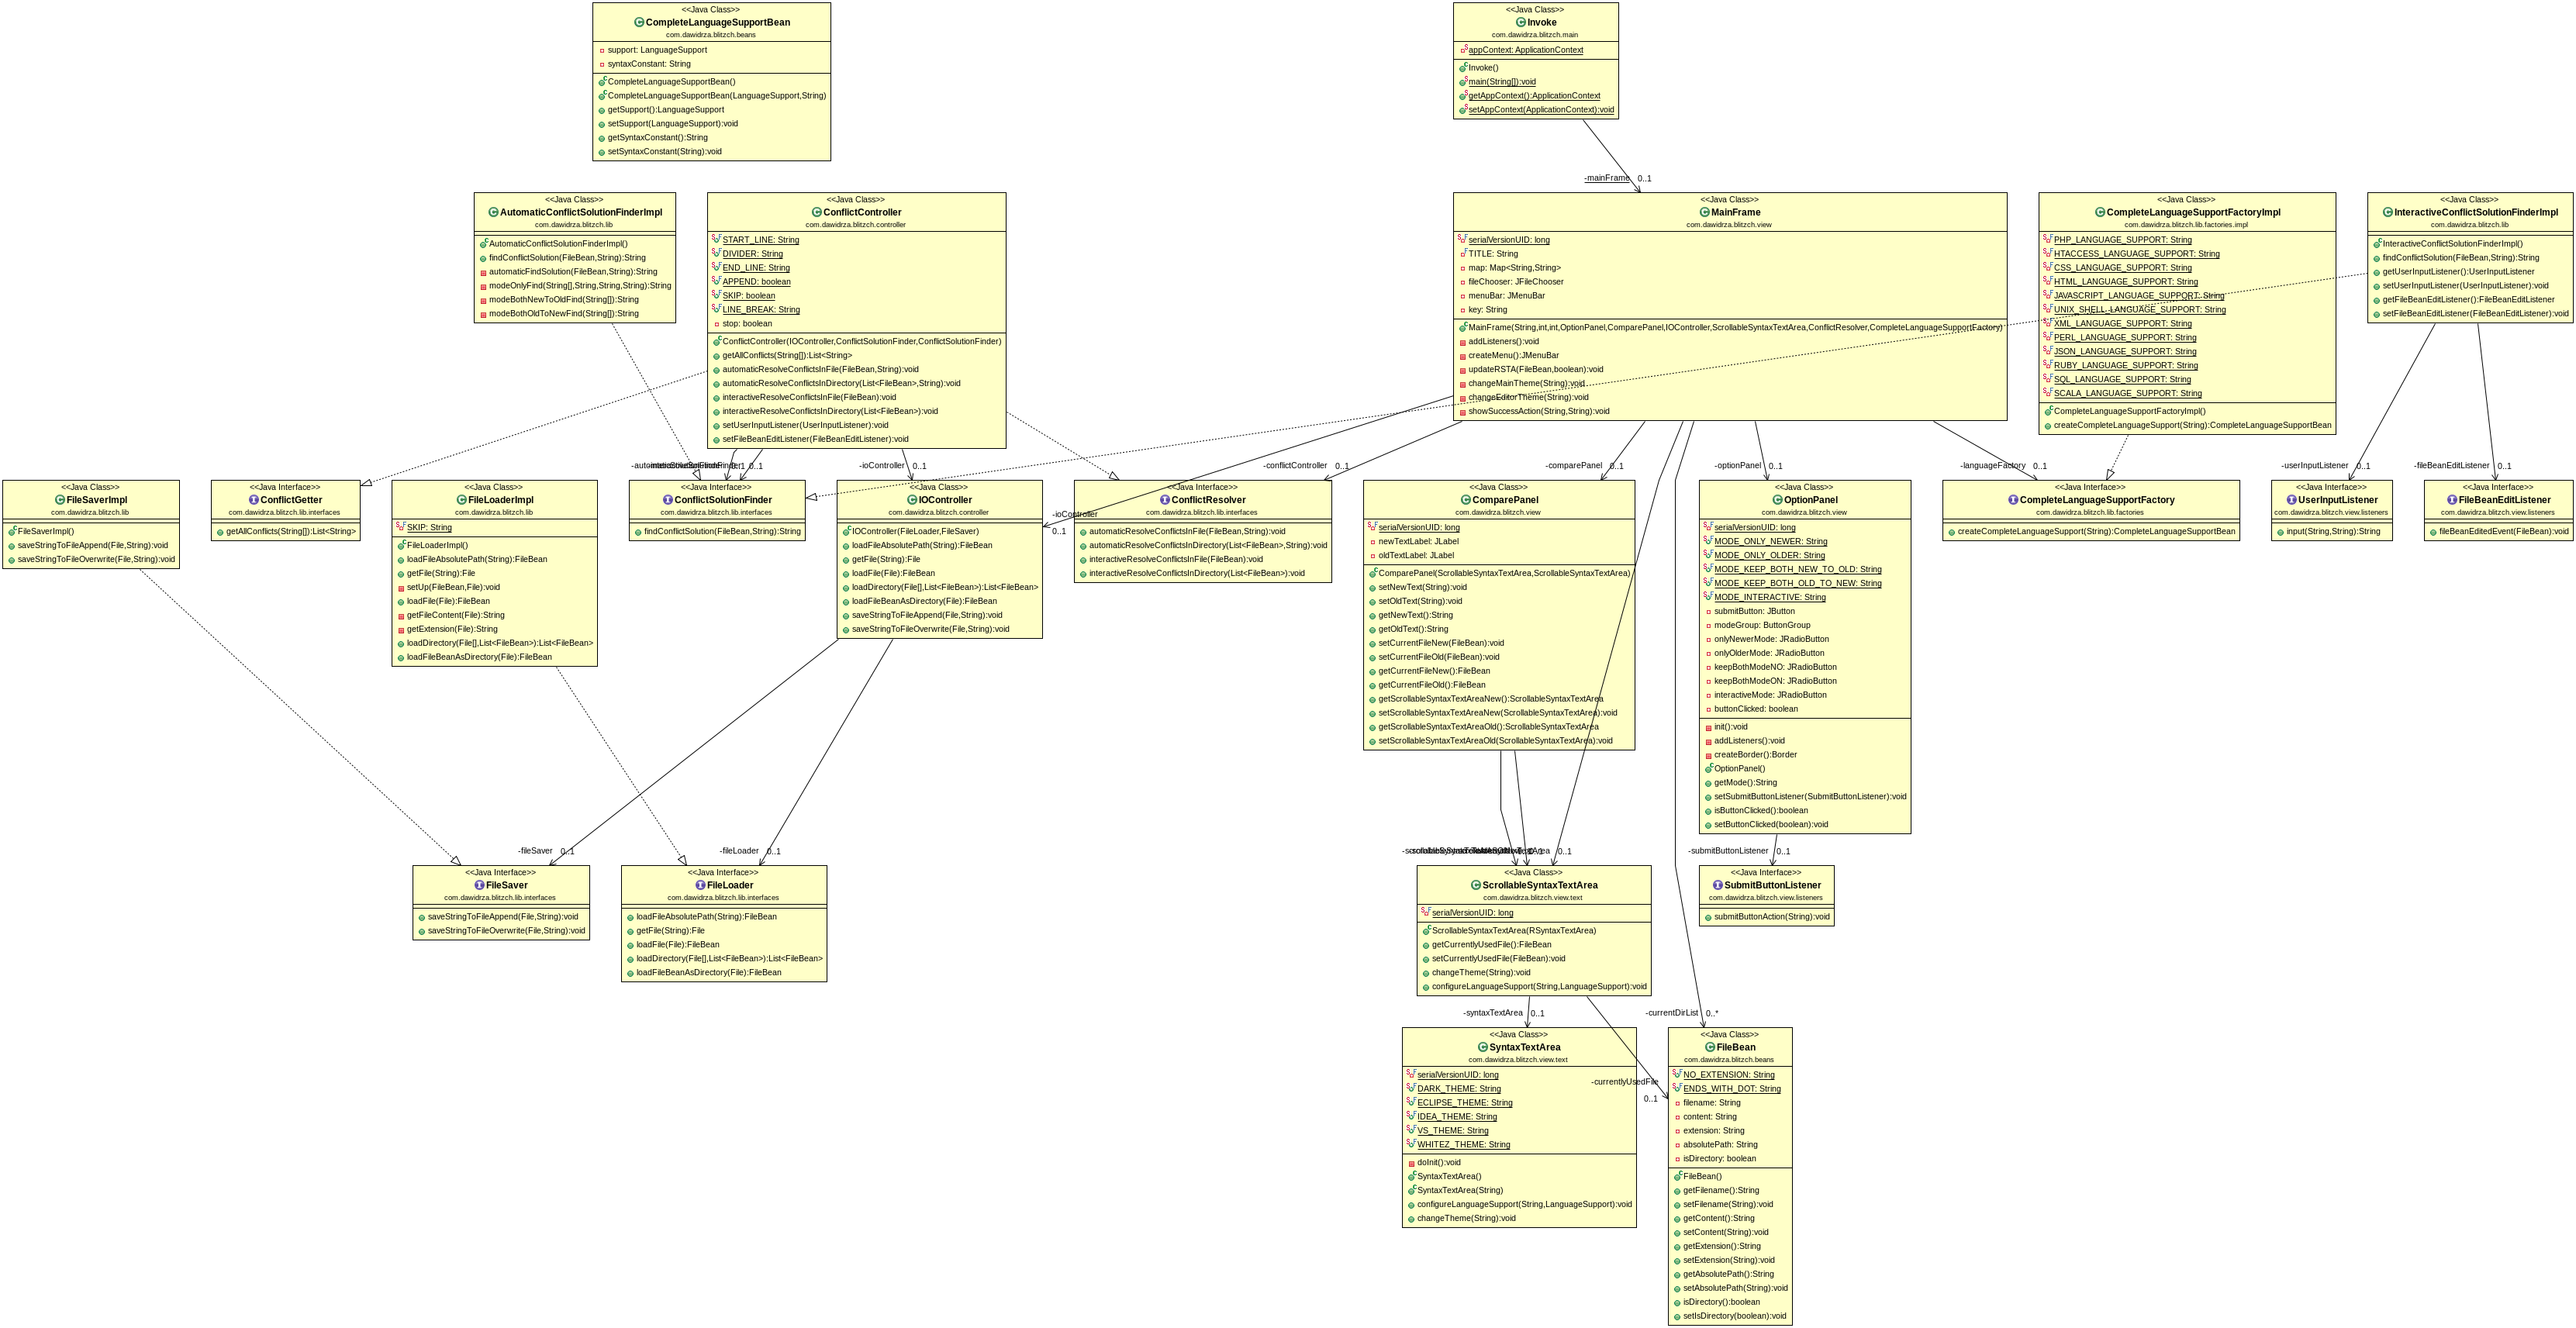 <<Java Class>>
CompleteLanguageSupportBean
com.dawidrza.blitzch.beans
support: LanguageSupport
syntaxConstant: String
CompleteLanguageSupportBean()
CompleteLanguageSupportBean(LanguageSupport,String)
getSupport():LanguageSupport
setSupport(LanguageSupport):void
getSyntaxConstant():String
setSyntaxConstant(String):void
<<Java Class>>
Invoke
com.dawidrza.blitzch.main
appContext: ApplicationContext
Invoke()
main(String[]):void
getAppContext():ApplicationContext
setAppContext(ApplicationContext):void
-mainFrame 0..1
<<Java Class>>
AutomaticConflictSolutionFinderImpl
com.dawidrza.blitzch.lib
AutomaticConflictSolutionFinderImpl()
findConflictSolution(FileBean,String):String
automaticFindSolution(FileBean,String):String
modeOnlyFind(String[],String,String,String):String
modeBothNewToOldFind(String[]):String
modeBothOldToNewFind(String[]):String
<<Java Class>>
ConflictController
com.dawidrza.blitzch.controller
START_LINE: String
DIVIDER: String
END_LINE: String
APPEND: boolean
SKIP: boolean
LINE_BREAK: String
stop: boolean
ConflictController(IOController,ConflictSolutionFinder,ConflictSolutionFinder)
getAllConflicts(String[]):List<String>
automaticResolveConflictsInFile(FileBean,String):void
automaticResolveConflictsInDirectory(List<FileBean>,String):void
interactiveResolveConflictsInFile(FileBean):void
interactiveResolveConflictsInDirectory(List<FileBean>):void
setUserInputListener(UserInputListener):void
setFileBeanEditListener(FileBeanEditListener):void
<<Java Class>>
MainFrame
com.dawidrza.blitzch.view
serialVersionUID: long
TITLE: String
map: Map<String,String>
fileChooser: JFileChooser
menuBar: JMenuBar
key: String
MainFrame(String,int,int,OptionPanel,ComparePanel,IOController,ScrollableSyntaxTextArea,ConflictResolver,CompleteLanguageSupportFactory)
addListeners():void
createMenu():JMenuBar
updateRSTA(FileBean,boolean):void
changeMainTheme(String):void
changeEditorTheme(String):void
showSuccessAction(String,String):void
<<Java Class>>
CompleteLanguageSupportFactoryImpl
com.dawidrza.blitzch.lib.factories.impl
PHP_LANGUAGE_SUPPORT: String
HTACCESS_LANGUAGE_SUPPORT: String
CSS_LANGUAGE_SUPPORT: String
HTML_LANGUAGE_SUPPORT: String
JAVASCRIPT_LANGUAGE_SUPPORT: String
UNIX_SHELL_LANGUAGE_SUPPORT: String
XML_LANGUAGE_SUPPORT: String
PERL_LANGUAGE_SUPPORT: String
JSON_LANGUAGE_SUPPORT: String
RUBY_LANGUAGE_SUPPORT: String
SQL_LANGUAGE_SUPPORT: String
SCALA_LANGUAGE_SUPPORT: String
CompleteLanguageSupportFactoryImpl()
createCompleteLanguageSupport(String):CompleteLanguageSupportBean
<<Java Class>>
InteractiveConflictSolutionFinderImpl
com.dawidrza.blitzch.lib
InteractiveConflictSolutionFinderImpl()
findConflictSolution(FileBean,String):String
getUserInputListener():UserInputListener
setUserInputListener(UserInputListener):void
getFileBeanEditListener():FileBeanEditListener
setFileBeanEditListener(FileBeanEditListener):void
0..1
-ioController 0..1
-conflictController 0..1
-comparePanel 0..1
-optionPanel 0..1
-languageFactory 0..1
-userInputListener 0..1
-fileBeanEditListener 0..1
<<Java Class>>
FileSaverImpl
com.dawidrza.blitzch.lib
FileSaverImpl()
saveStringToFileAppend(File,String):void
saveStringToFileOverwrite(File,String):void
<<Java Interface>>
ConflictGetter
com.dawidrza.blitzch.lib.interfaces
getAllConflicts(String[]):List<String>
<<Java Class>>
FileLoaderImpl
com.dawidrza.blitzch.lib
SKIP: String
FileLoaderImpl()
loadFileAbsolutePath(String):FileBean
getFile(String):File
setUp(FileBean,File):void
loadFile(File):FileBean
getFileContent(File):String
getExtension(File):String
loadDirectory(File[],List<FileBean>):List<FileBean>
loadFileBeanAsDirectory(File):FileBean
<<Java Interface>>
ConflictSolutionFinder
com.dawidrza.blitzch.lib.interfaces
findConflictSolution(FileBean,String):String
<<Java Class>>
IOController
com.dawidrza.blitzch.controller
IOController(FileLoader,FileSaver)
loadFileAbsolutePath(String):FileBean
getFile(String):File
loadFile(File):FileBean
loadDirectory(File[],List<FileBean>):List<FileBean>
loadFileBeanAsDirectory(File):FileBean
saveStringToFileAppend(File,String):void
saveStringToFileOverwrite(File,String):void
-ioController
0..1
<<Java Interface>>
ConflictResolver
com.dawidrza.blitzch.lib.interfaces
automaticResolveConflictsInFile(FileBean,String):void
automaticResolveConflictsInDirectory(List<FileBean>,String):void
interactiveResolveConflictsInFile(FileBean):void
interactiveResolveConflictsInDirectory(List<FileBean>):void
<<Java Class>>
ComparePanel
com.dawidrza.blitzch.view
serialVersionUID: long
newTextLabel: JLabel
oldTextLabel: JLabel
ComparePanel(ScrollableSyntaxTextArea,ScrollableSyntaxTextArea)
setNewText(String):void
setOldText(String):void
getNewText():String
getOldText():String
setCurrentFileNew(FileBean):void
setCurrentFileOld(FileBean):void
getCurrentFileNew():FileBean
getCurrentFileOld():FileBean
getScrollableSyntaxTextAreaNew():ScrollableSyntaxTextArea
setScrollableSyntaxTextAreaNew(ScrollableSyntaxTextArea):void
getScrollableSyntaxTextAreaOld():ScrollableSyntaxTextArea
setScrollableSyntaxTextAreaOld(ScrollableSyntaxTextArea):void
<<Java Class>>
OptionPanel
com.dawidrza.blitzch.view
serialVersionUID: long
MODE_ONLY_NEWER: String
MODE_ONLY_OLDER: String
MODE_KEEP_BOTH_NEW_TO_OLD: String
MODE_KEEP_BOTH_OLD_TO_NEW: String
MODE_INTERACTIVE: String
submitButton: JButton
modeGroup: ButtonGroup
onlyNewerMode: JRadioButton
onlyOlderMode: JRadioButton
keepBothModeNO: JRadioButton
keepBothModeON: JRadioButton
interactiveMode: JRadioButton
buttonClicked: boolean
init():void
addListeners():void
createBorder():Border
OptionPanel()
getMode():String
setSubmitButtonListener(SubmitButtonListener):void
isButtonClicked():boolean
setButtonClicked(boolean):void
<<Java Interface>>
CompleteLanguageSupportFactory
com.dawidrza.blitzch.lib.factories
createCompleteLanguageSupport(String):CompleteLanguageSupportBean
<<Java Interface>>
UserInputListener
com.dawidrza.blitzch.view.listeners
input(String,String):String
<<Java Interface>>
FileBeanEditListener
com.dawidrza.blitzch.view.listeners
fileBeanEditedEvent(FileBean):void
-fileSaver 0..1
-fileLoader 0..1
0..1
-submitButtonListener 0..1
<<Java Interface>>
FileSaver
com.dawidrza.blitzch.lib.interfaces
saveStringToFileAppend(File,String):void
saveStringToFileOverwrite(File,String):void
<<Java Interface>>
FileLoader
com.dawidrza.blitzch.lib.interfaces
loadFileAbsolutePath(String):FileBean
getFile(String):File
loadFile(File):FileBean
loadDirectory(File[],List<FileBean>):List<FileBean>
loadFileBeanAsDirectory(File):FileBean
<<Java Class>>
ScrollableSyntaxTextArea
com.dawidrza.blitzch.view.text
serialVersionUID: long
ScrollableSyntaxTextArea(RSyntaxTextArea)
getCurrentlyUsedFile():FileBean
setCurrentlyUsedFile(FileBean):void
changeTheme(String):void
configureLanguageSupport(String,LanguageSupport):void
<<Java Interface>>
SubmitButtonListener
com.dawidrza.blitzch.view.listeners
submitButtonAction(String):void
-syntaxTextArea 0..1
-currentDirList 0..*
<<Java Class>>
SyntaxTextArea
com.dawidrza.blitzch.view.text
serialVersionUID: long
DARK_THEME: String
ECLIPSE_THEME: String
IDEA_THEME: String
VS_THEME: String
WHITEZ_THEME: String
doInit():void
SyntaxTextArea()
SyntaxTextArea(String)
configureLanguageSupport(String,LanguageSupport):void
changeTheme(String):void
-currentlyUsedFile
0..1
<<Java Class>>
FileBean
com.dawidrza.blitzch.beans
NO_EXTENSION: String
ENDS_WITH_DOT: String
filename: String
content: String
extension: String
absolutePath: String
isDirectory: boolean
FileBean()
getFilename():String
setFilename(String):void
getContent():String
setContent(String):void
getExtension():String
setExtension(String):void
getAbsolutePath():String
setAbsolutePath(String):void
isDirectory():boolean
setIsDirectory(boolean):void